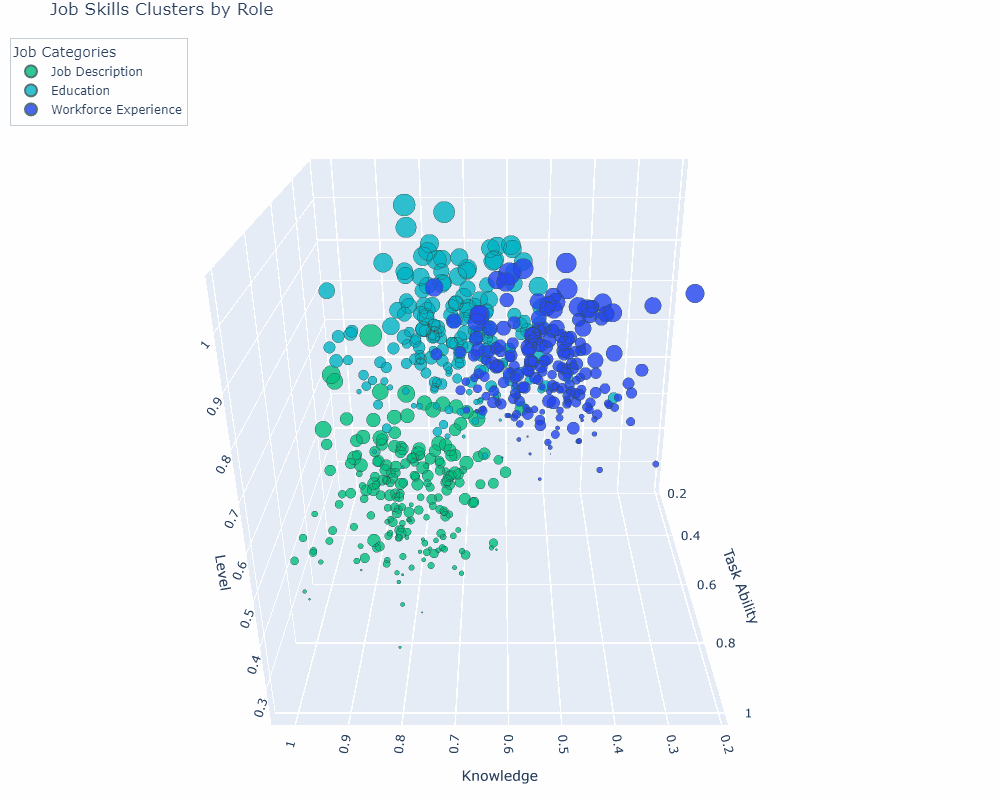 Job Skills Clusters by Role
Job Categories
Job Description
Education
Workforce Experience
1
0.9
0.8
0.7
0.6
0.5
0.4
0.3
Level
0.2
0.4
0.6
0.8
1
Task Ability
1
0.9
0.8
0.7
0.6
0.5
0.4
0.3
0.2
Knowledge